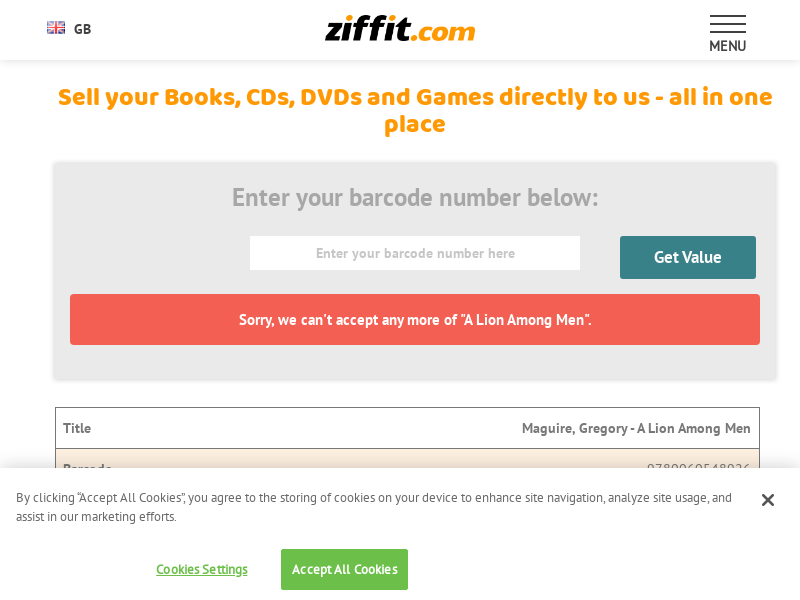 GB
ziffit.com
MENU
Sell your Books, CDs, DVDs and Games directly to us - all in one
place
Enter your barcode number below:
Enter your barcode number here
Get Value
Sorry, we can't accept any more of "A Lion Among Men".
Title
Maguire, Gregory - A Lion Among Men
Barcode
By clicking “Accept All Cookies”, you agree to the storing of cookies on your device to enhance site navigation, analyze site usage, and
assist in our marketing efforts.
Cookies Settings
Accept All Cookies